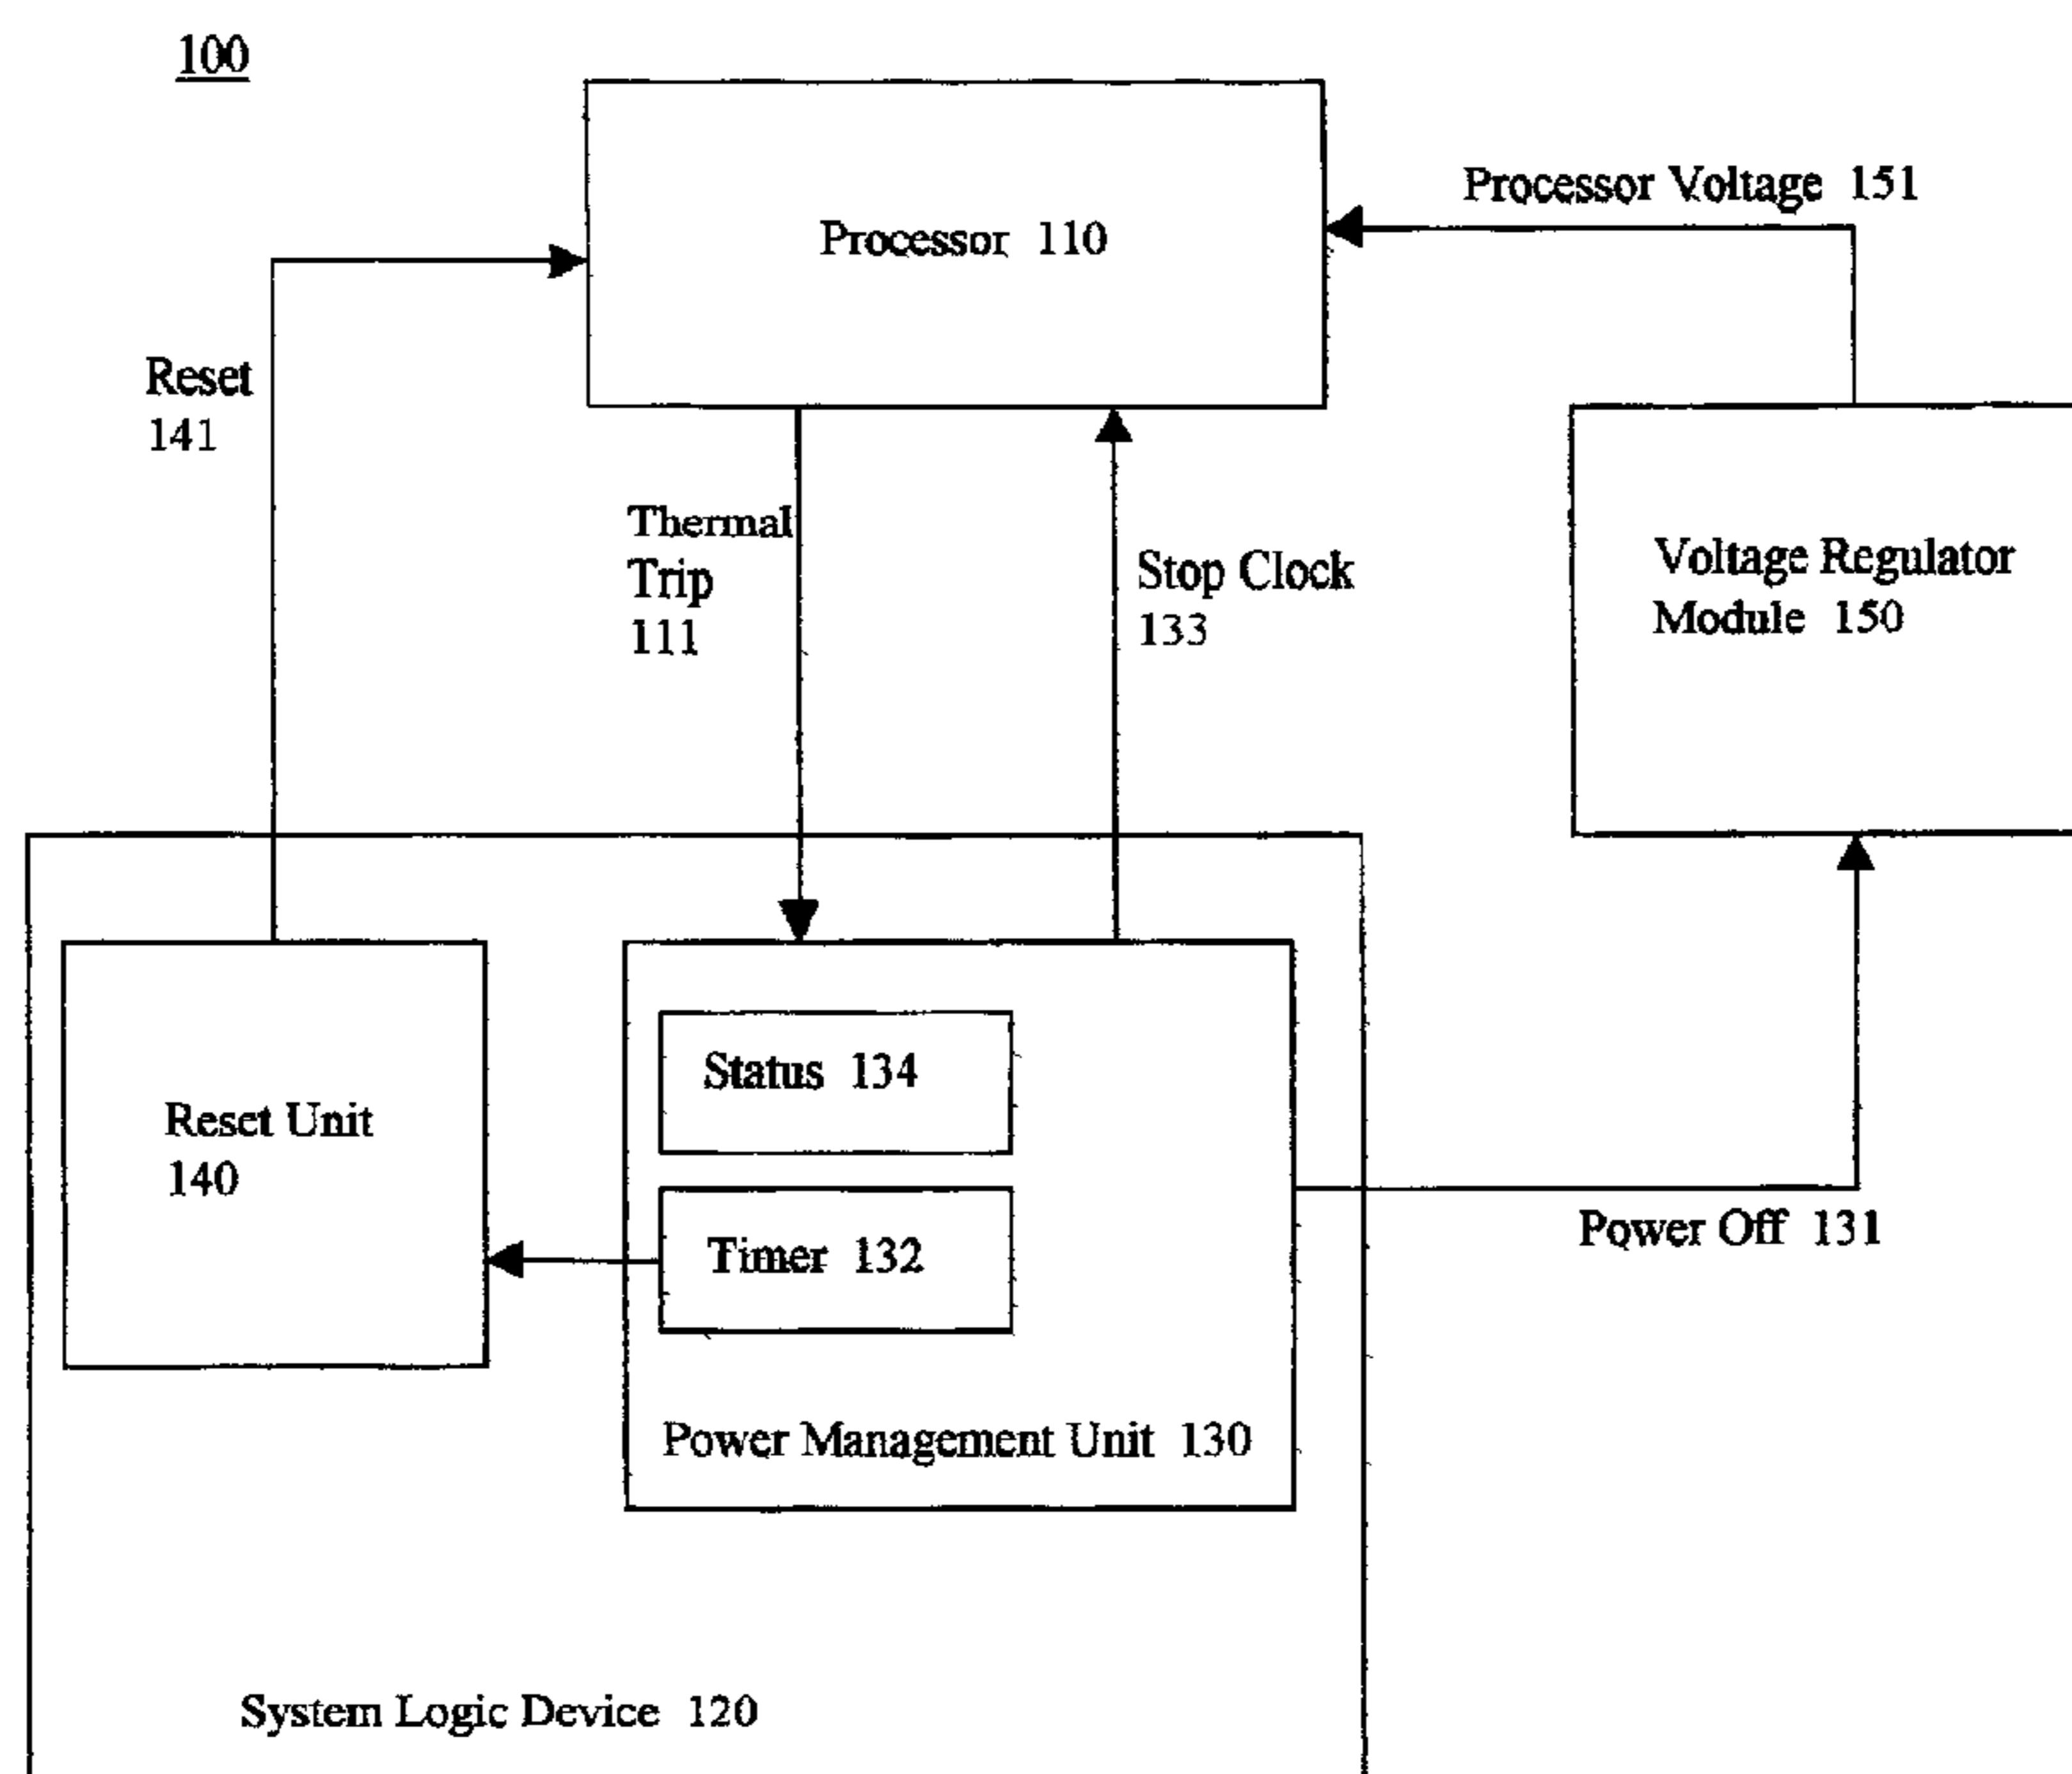 100
Processor 110
Processor Voltage 151
Reset
141
Thermal
Trip
111
Stop Clock
133
Voltage Regulator
Module 150
Status 134
Reset Unit
140
Timer 132
Power Off 131
Power Management Unit 130
System Logic Device 120